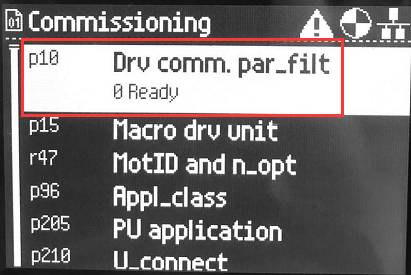 01 Commissioning
p10 Drv comm. par_filt
0 Ready
p15 Macro drv unit
r47 MotID and n_opt
p96 Appl_class
p205 PU application
p210 U_connect